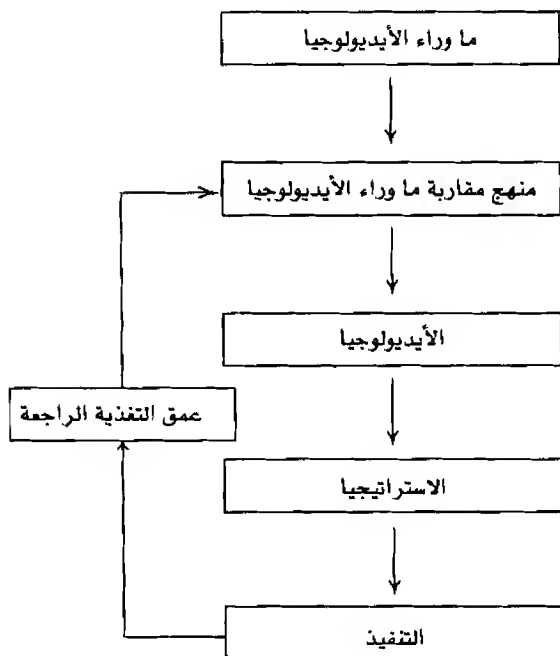 ما وراء الأيديولوجيا
منهج مقاربة ما وراء الأيديولوجيا
الأيديولوجيا
عمق التغذية الراجعة
الاستراتيجيا
التنفيذ